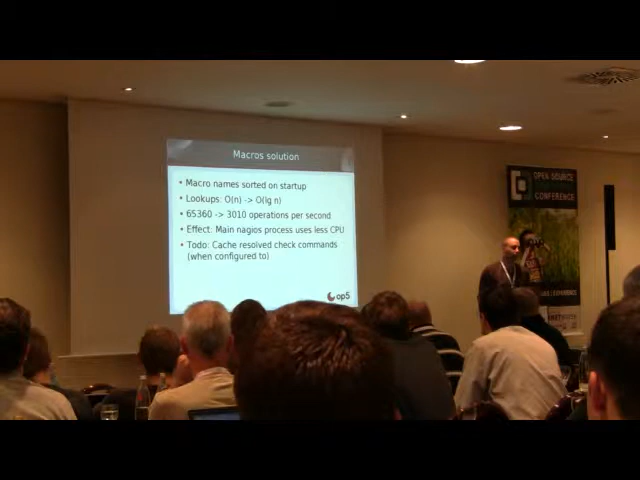 Macros solution
• Macro names sorted on startup
• Lookups: O(n) -> O(lg n)
• 65360 -> 3010 operations per second
• Effect: Main nagios process uses less CPU
• Todo: Cache resolved check commands
(when configured to)
op5
OPEN SOURCE
CONFERENCE